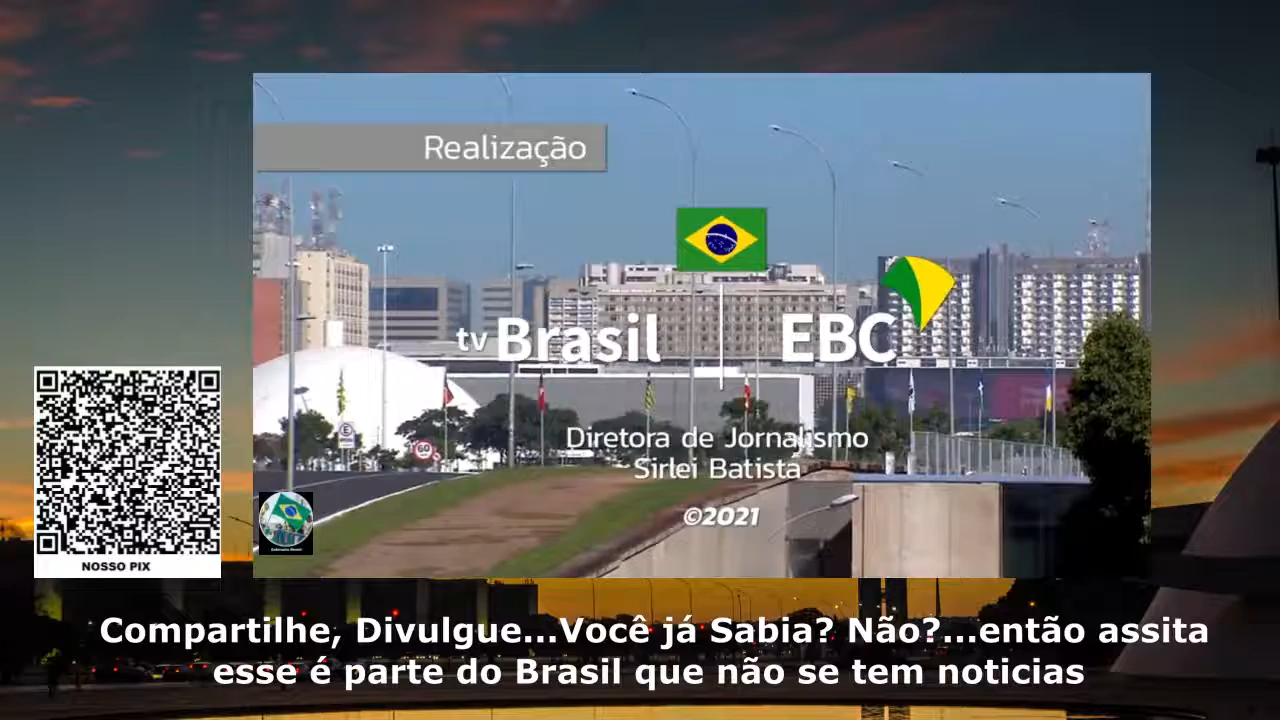 Realização
tv Brasil
EBC
Diretora de Jornalismo
Sirlei Batista
©2021
E
60
NOSSO PIX
Compartilhe, Divulgue...Você já Sabia? Não?...então assita
esse é parte do Brasil que não se tem noticias